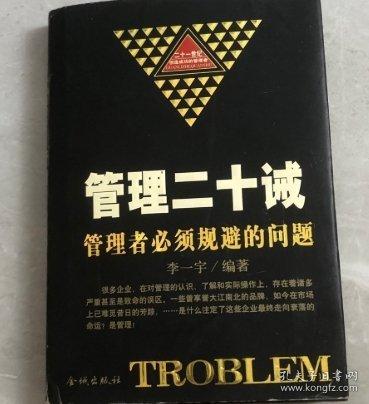 二十一世纪
管理二十诫
管理者必须规避的问题
李一宇/编著
很多企业，在对管理的认识、了解和实际操作上，存在着诸多
严重甚至是致命的误区，一些曾享誉大江南北的品牌，如今在市场
上已难觅昔日的芳踪，……是什么注定了这些企业最终走向衰落的
命运？是管理！
金城出版社
TROBLEM
孔夫子旧书网
www.kongfz.com